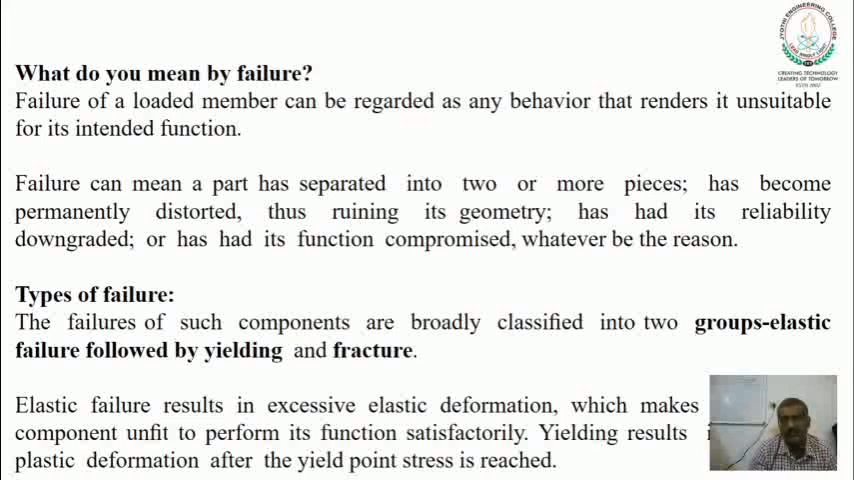 JYOTHI ENGINEERING COLLEGE
CREATING TECHNOLOGY
LEADERS OF TOMORROW
ESTD 2002
What do you mean by failure?
Failure of a loaded member can be regarded as any behavior that renders it unsuitable
for its intended function.
Failure can mean a part has separated into two or more pieces; has become
permanently distorted, thus ruining its geometry; has had its reliability
downgraded; or has had its function compromised, whatever be the reason.
Types of failure:
The failures of such components are broadly classified into two groups-elastic
failure followed by yielding and fracture.
Elastic failure results in excessive elastic deformation, which makes
component unfit to perform its function satisfactorily. Yielding results
plastic deformation after the yield point stress is reached.